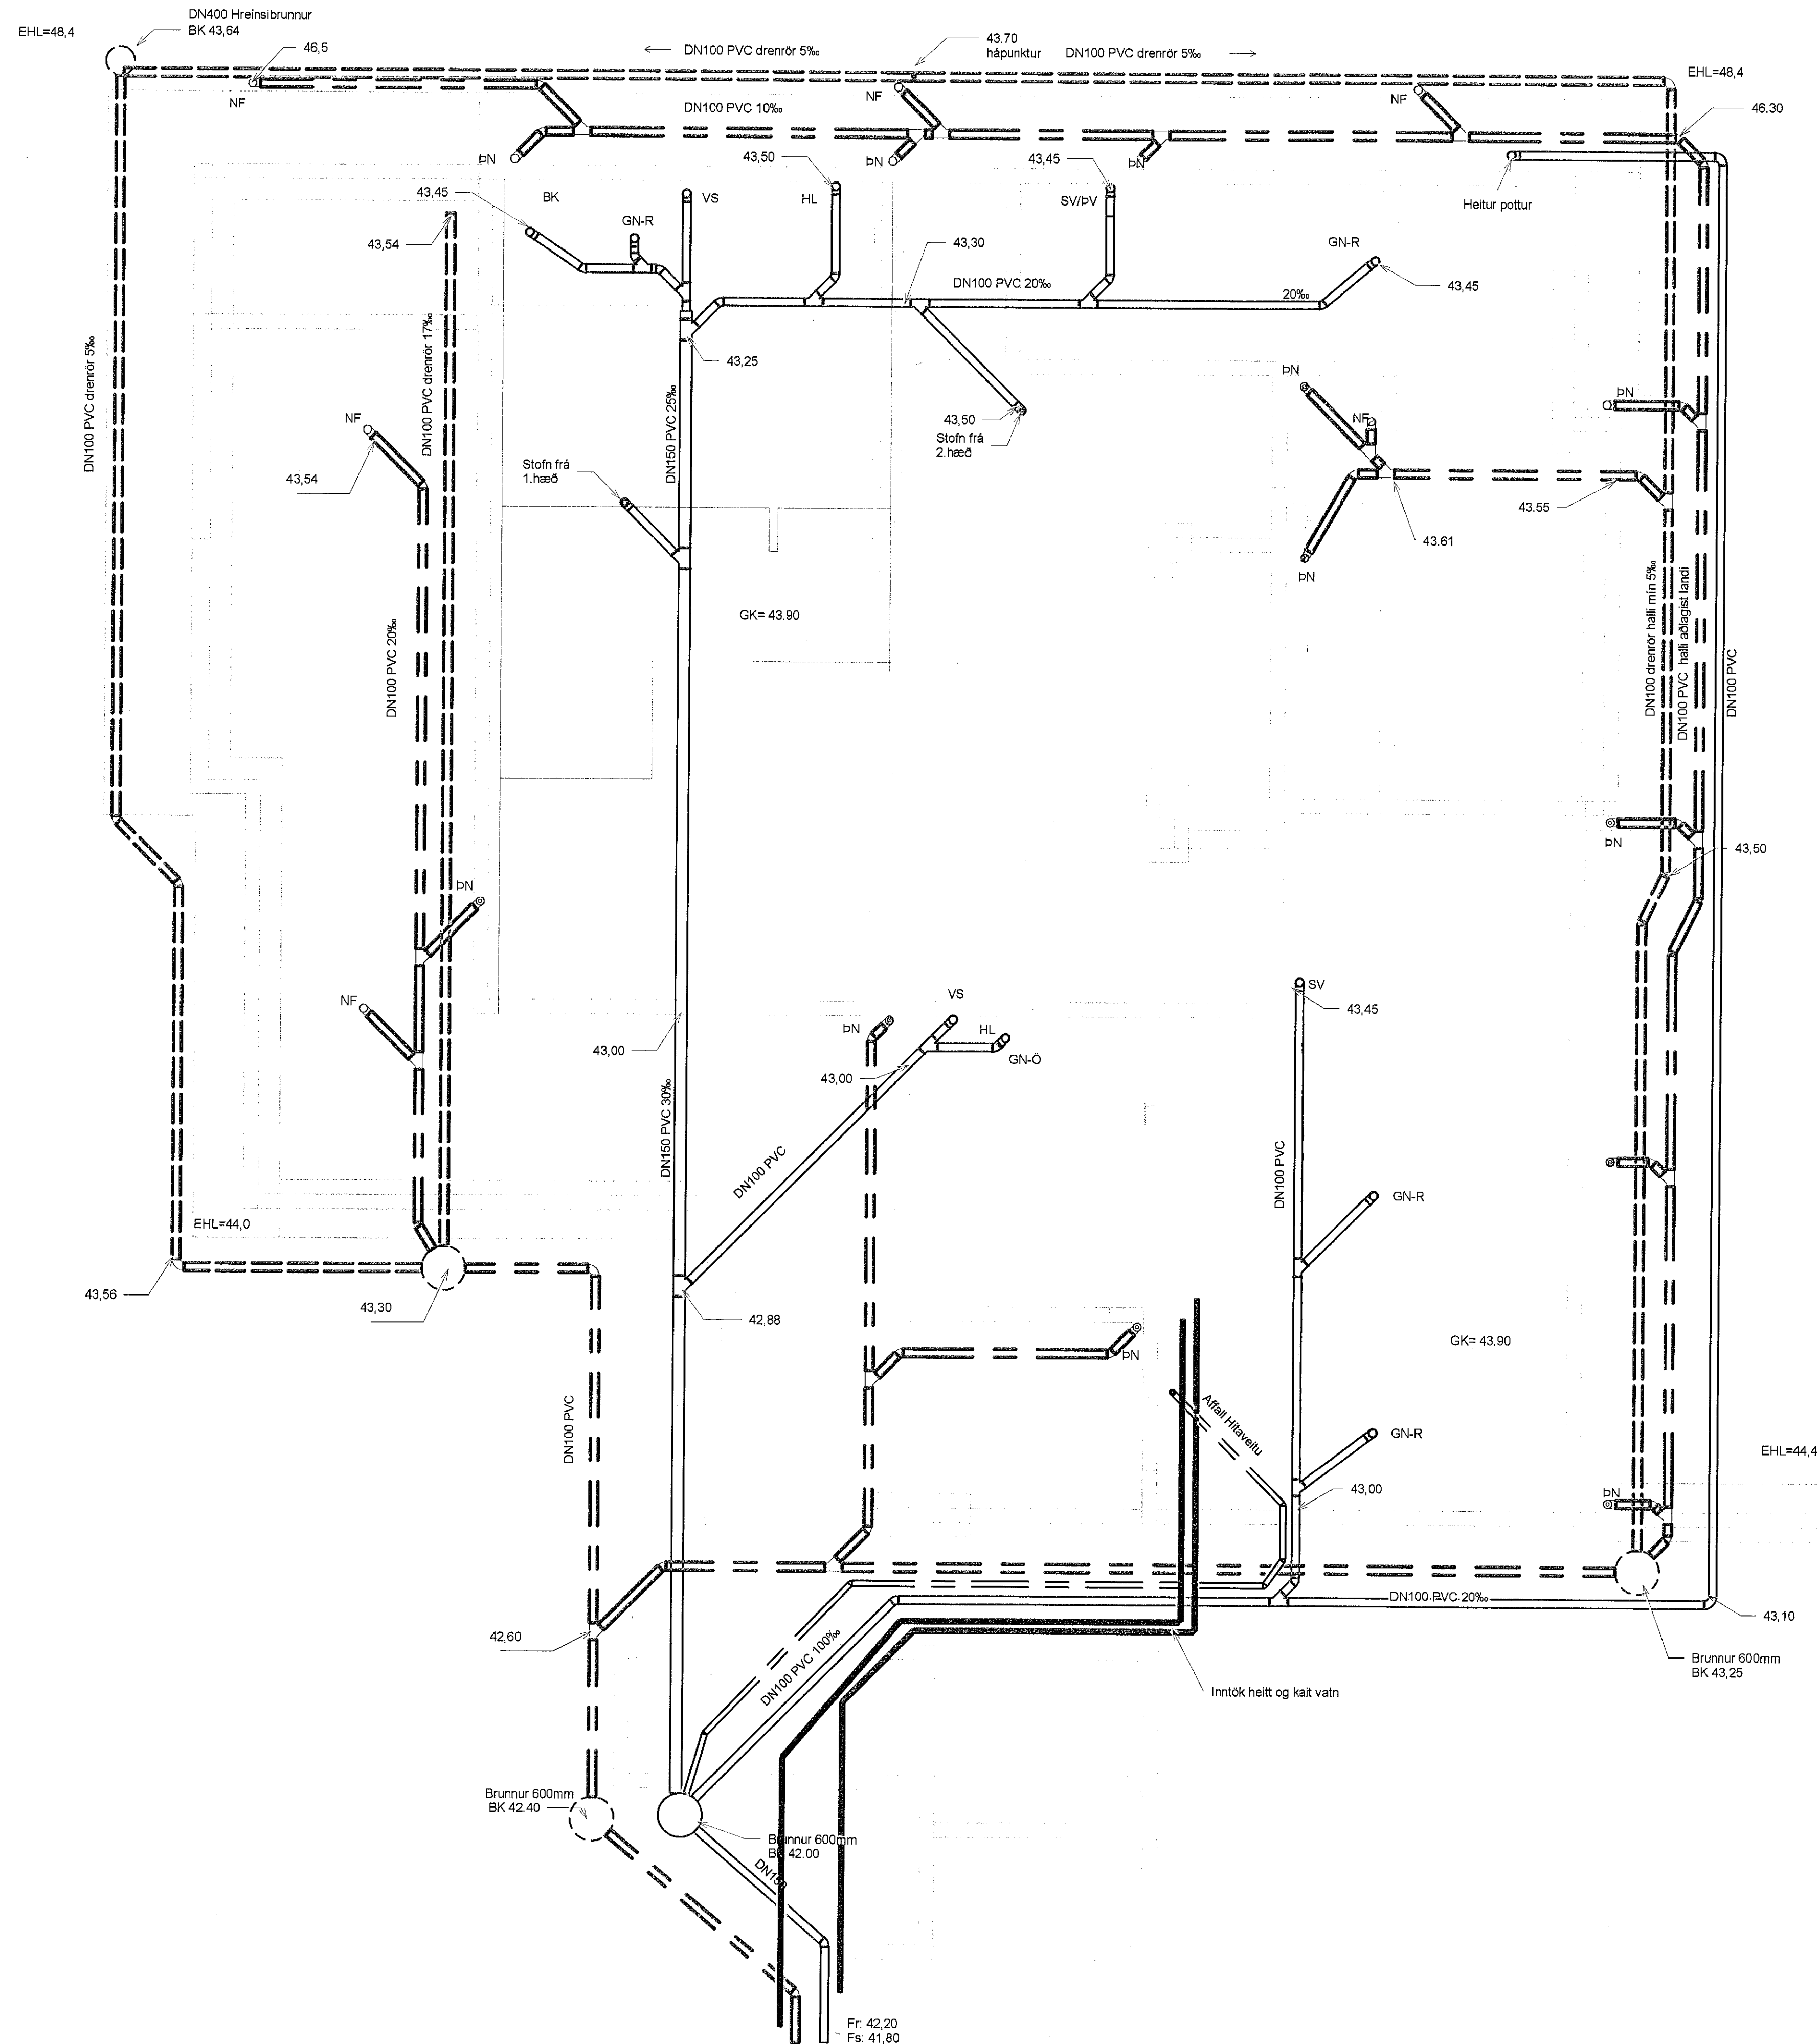 DN400 Hreinsibrunnur
BK 43,64
EHL=48,4
46,5
← DN100 PVC drenrör 5‰
43.70
hápunktur
DN100 PVC drenrör 5‰ →
EHL=48,4
NF
DN100 PVC 10‰
NF
NF
46.30
ÞN
ÞN
ÞN
43,50
43,45
43,45
BK
VS
HL
SV/ÞV
Heitur pottur
43,54
GN-R
43,30
GN-R
DN100 PVC 20‰
20‰
43,45
43,25
DN100 PVC drenrör 5‰
DN100 PVC drenrör 17‰
DN150 PVC 25‰
ÞN
ÞN
NF
NF
43,50
Stofn frá
2.hæð
43,54
Stofn frá
1.hæð
43.55
43.61
ÞN
GK= 43.90
DN100 PVC 20‰
DN100 drenrör halli mín 5‰
DN100 PVC halli aðlagist landi
DN100 PVC
ÞN
43,50
ÞN
NF
VS
SV
43,45
ÞN
HL
GN-Ö
43,00
43,00
DN150 PVC 30‰
DN100 PVC
DN100 PVC
GN-R
EHL=44,0
43,56
43,30
42,88
GK= 43.90
ÞN
DN100 PVC
Affall Hitaveitu
GN-R
EHL=44,4
43,00
ÞN
DN100 PVC 20‰
43,10
42,60
DN100 PVC 100‰
Brunnur 600mm
BK 43,25
Inntök heitt og kalt vatn
Brunnur 600mm
BK 42.40
Brunnur 600mm
BK 42.00
DN150
Fr: 42,20
Fs: 41,80